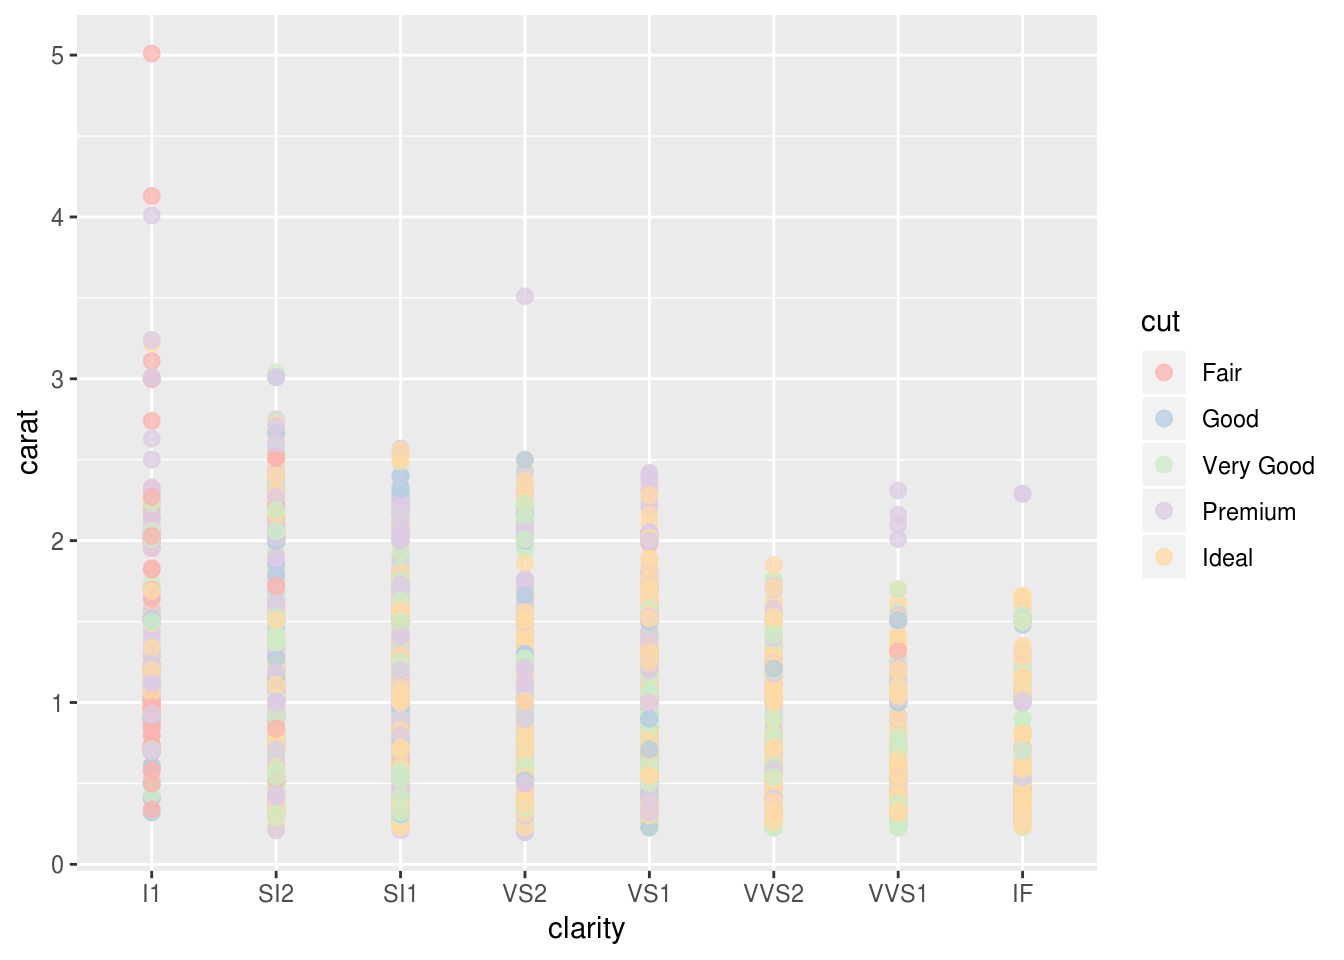 5
4
3
2
1
0
carat
I1 SI2 SI1 VS2 VS1 VVS2 VVS1 IF
clarity
cut
Fair
Good
Very Good
Premium
Ideal